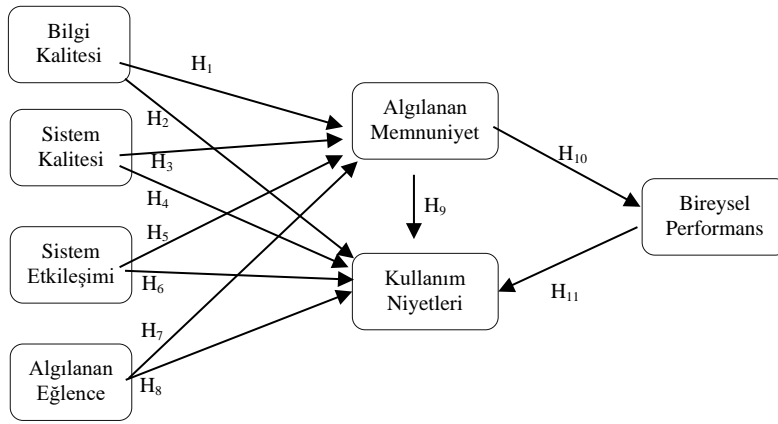 Bilgi
Kalitesi
H₁
H₂
Sistem
Kalitesi
H₃
H₄
Sistem
Etkileşimi
H₅
H₆
H₇
Algılanan
Eğlence
H₈
Algılanan
Memnuniyet
H₉
Kullanım
Niyetleri
H₁₀
Bireysel
Performans
H₁₁